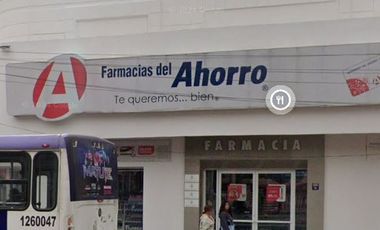 A
Farmacias del Ahorro®
Te queremos... bien®
FARMACIA
1260047